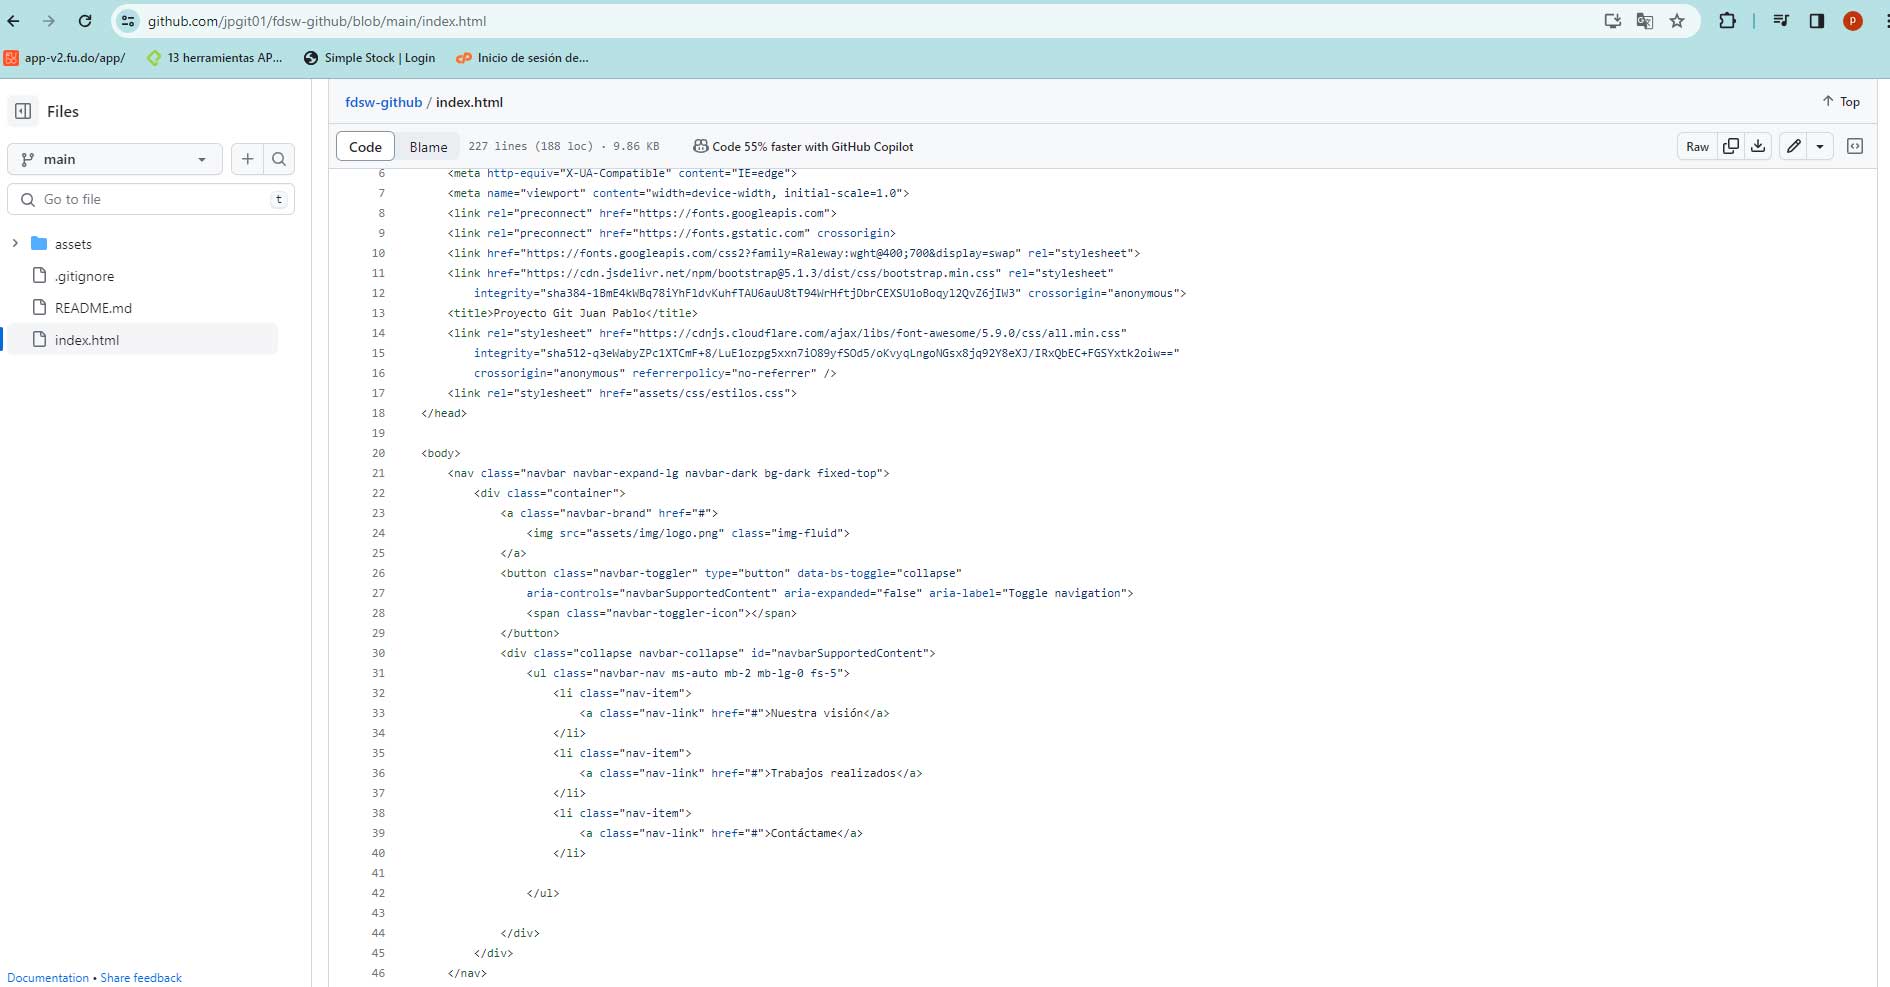 github.com/jpgit01/fdsw-github/blob/main/index.html
P
app-v2.fu.do/app/ 13 herramientas AP... Simple Stock | Login Inicio de sesión de...
Files
main
Go to file t
assets
.gitignore
README.md
index.html
Documentation • Share feedback
fdsw-github / index.html
Top
Code Blame 227 lines (188 loc) · 9.86 KB Code 55% faster with GitHub Copilot Raw
6 <meta http-equiv="X-UA-Compatible" content="IE=edge">
7 <meta name="viewport" content="width=device-width, initial-scale=1.0">
8 <link rel="preconnect" href="https://fonts.googleapis.com">
9 <link rel="preconnect" href="https://fonts.gstatic.com" crossorigin>
10 <link href="https://fonts.googleapis.com/css2?family=Raleway:wght@400;700&display=swap" rel="stylesheet">
11 <link href="https://cdn.jsdelivr.net/npm/bootstrap@5.1.3/dist/css/bootstrap.min.css" rel="stylesheet"
12 integrity="sha384-1BmE4kWBq78iYhFldvKuhfTAU6auU8tT94WrHftjDbrCEXSU1oBoqyl2QvZ6jIW3" crossorigin="anonymous">
13 <title>Proyecto Git Juan Pablo</title>
14 <link rel="stylesheet" href="https://cdnjs.cloudflare.com/ajax/libs/font-awesome/5.9.0/css/all.min.css"
15 integrity="sha512-q3eWabyZPc1XTCmF+8/LuE1ozpg5xxn7iO89yfSOd5/oKvyqLngoNGsx8jq92Y8eXJ/IRxQbEC+FGSYxtk2oiw=="
16 crossorigin="anonymous" referrerpolicy="no-referrer" />
17 <link rel="stylesheet" href="assets/css/estilos.css">
18 </head>
19
20 <body>
21 <nav class="navbar navbar-expand-lg navbar-dark bg-dark fixed-top">
22 <div class="container">
23 <a class="navbar-brand" href="#">
24 <img src="assets/img/logo.png" class="img-fluid">
25 </a>
26 <button class="navbar-toggler" type="button" data-bs-toggle="collapse"
27 aria-controls="navbarSupportedContent" aria-expanded="false" aria-label="Toggle navigation">
28 <span class="navbar-toggler-icon"></span>
29 </button>
30 <div class="collapse navbar-collapse" id="navbarSupportedContent">
31 <ul class="navbar-nav ms-auto mb-2 mb-lg-0 fs-5">
32 <li class="nav-item">
33 <a class="nav-link" href="#">Nuestra visión</a>
34 </li>
35 <li class="nav-item">
36 <a class="nav-link" href="#">Trabajos realizados</a>
37 </li>
38 <li class="nav-item">
39 <a class="nav-link" href="#">Contáctame</a>
40 </li>
41
42 </ul>
43
44 </div>
45 </div>
46 </nav>